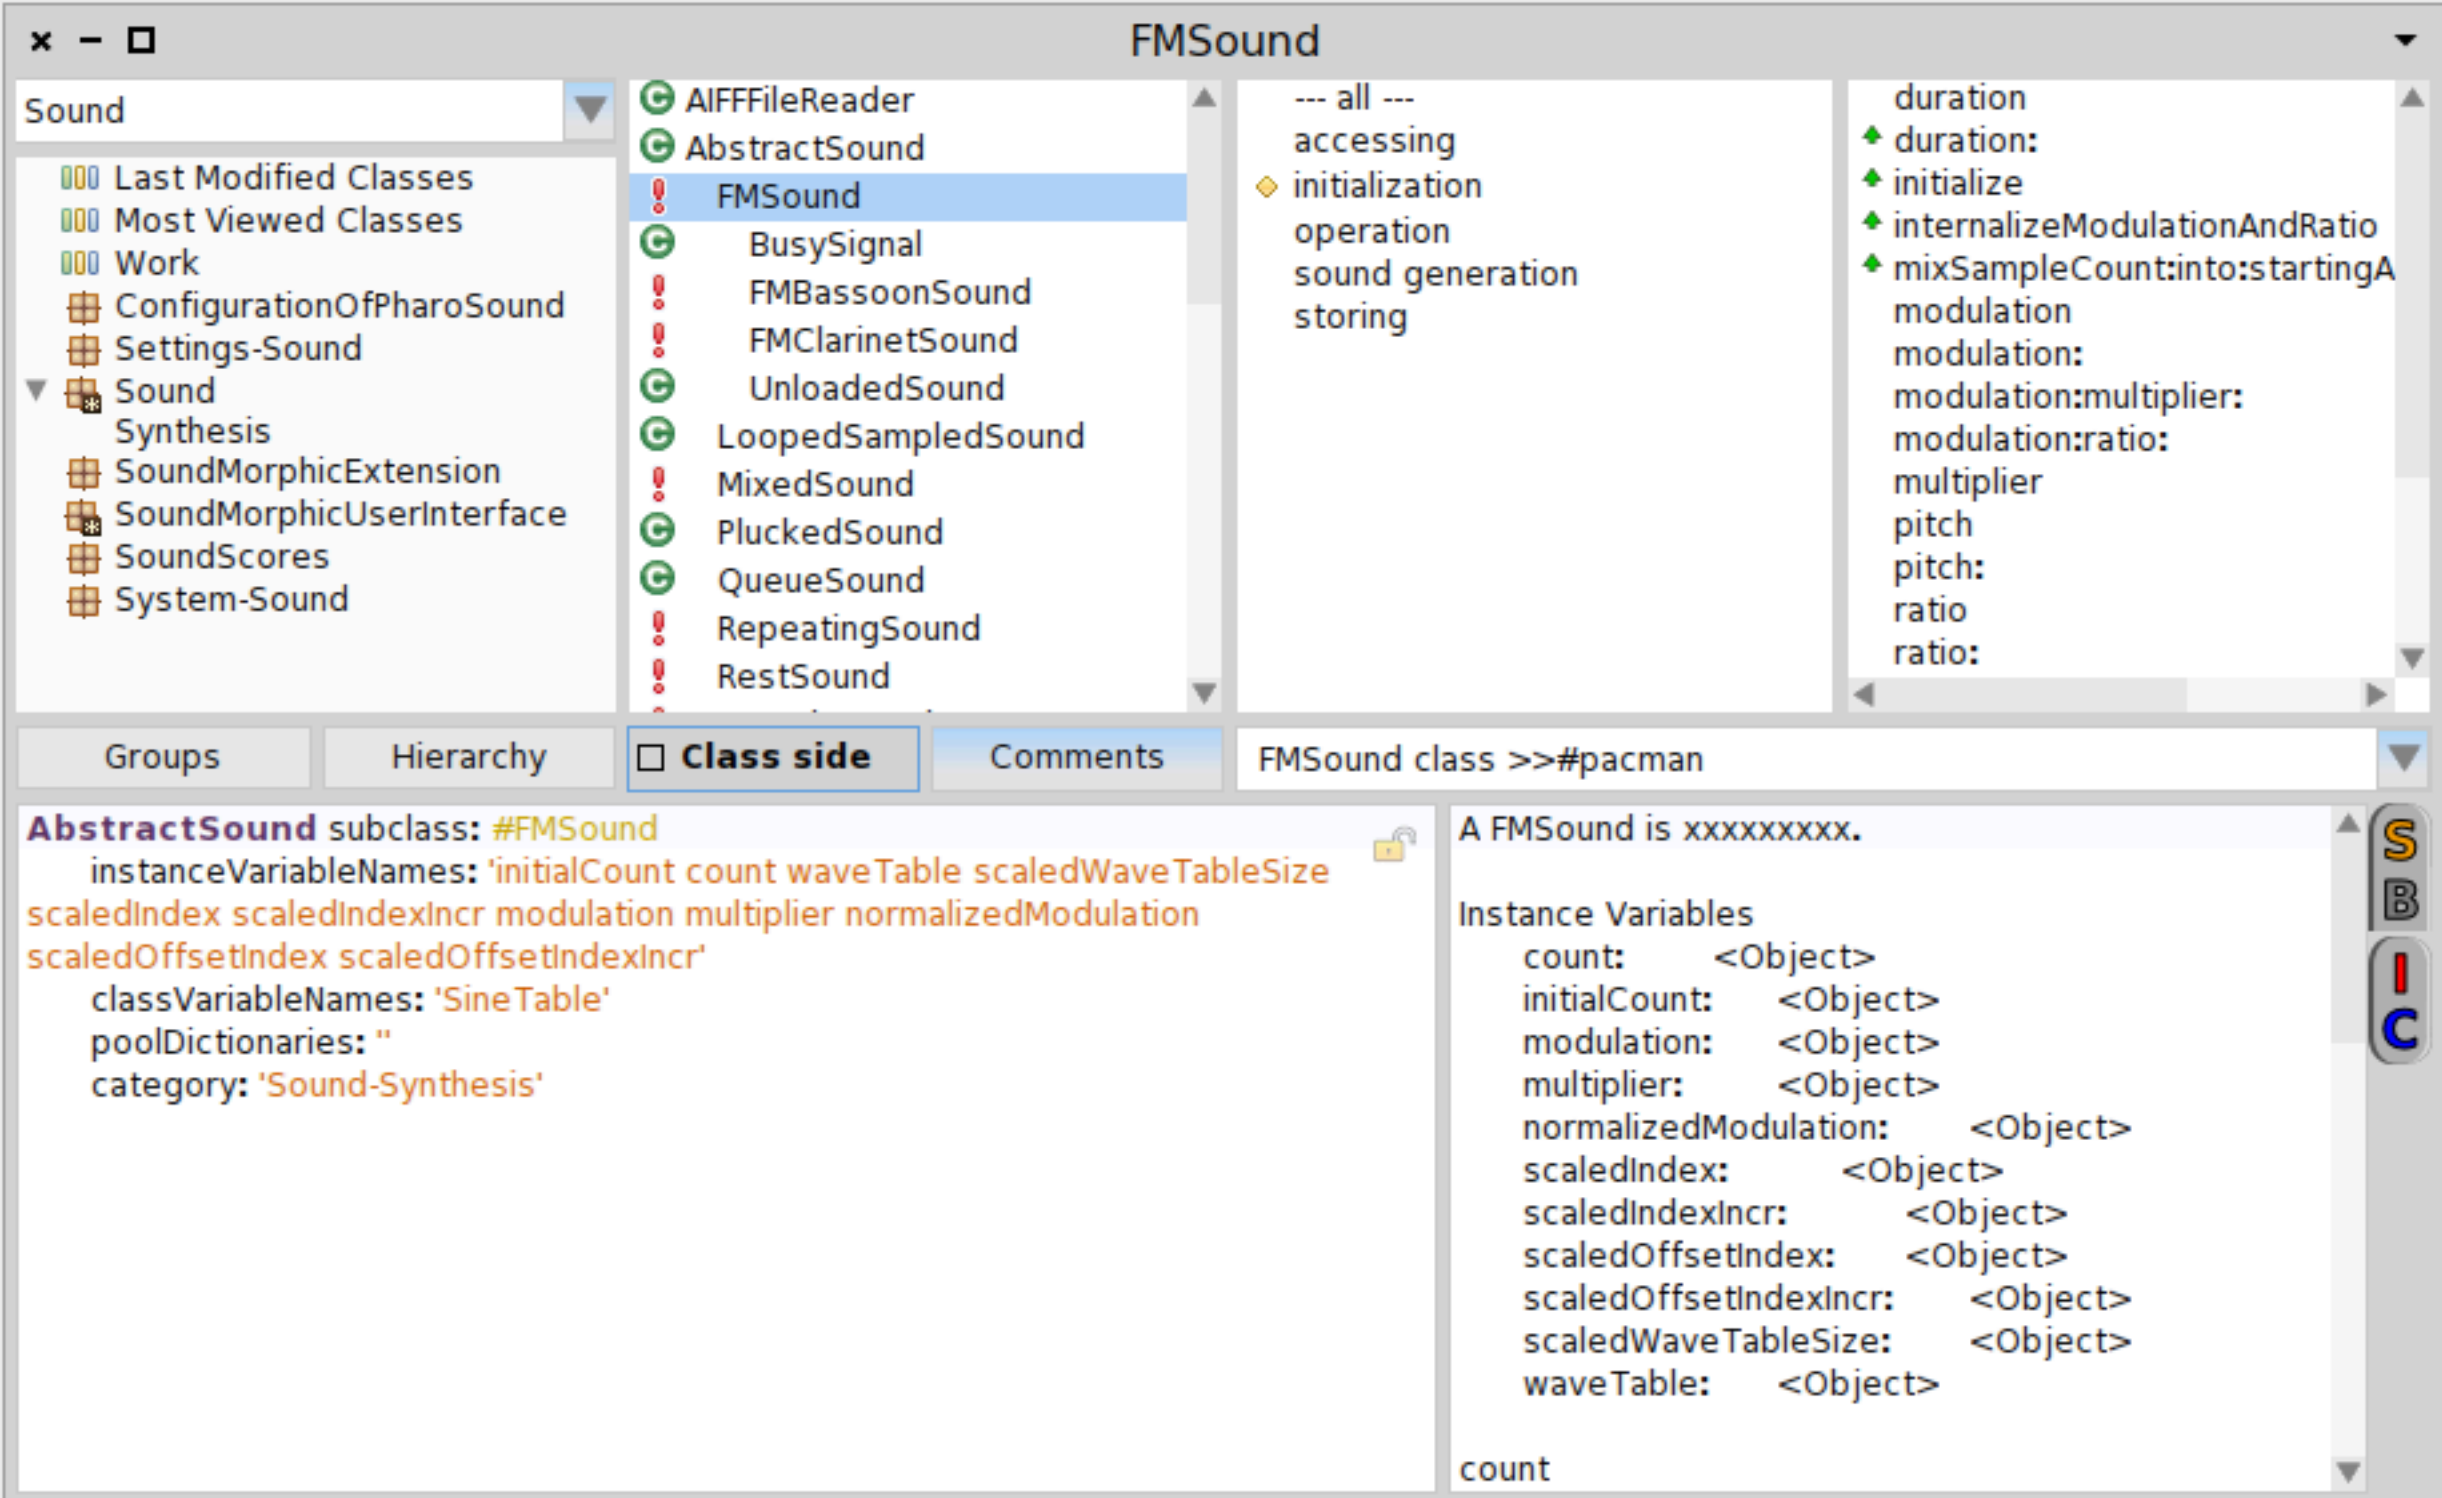 FMSound
Sound
Last Modified Classes
Most Viewed Classes
Work
ConfigurationOfPharoSound
Settings-Sound
Sound
Synthesis
SoundMorphicExtension
SoundMorphicUserInterface
SoundScores
System-Sound
AIFFFileReader
AbstractSound
FMSound
BusySignal
FMBassoonSound
FMClarinetSound
UnloadedSound
LoopedSampledSound
MixedSound
PluckedSound
QueueSound
RepeatingSound
RestSound
--- all ---
accessing
initialization
operation
sound generation
storing
duration
duration:
initialize
internalizeModulationAndRatio
mixSampleCount:into:startingA
modulation
modulation:
modulation:multiplier:
modulation:ratio:
multiplier
pitch
pitch:
ratio
ratio:
Groups
Hierarchy
Class side
Comments
FMSound class >>#pacman
AbstractSound subclass: #FMSound
instanceVariableNames: 'initialCount count waveTable scaledWaveTableSize
scaledIndex scaledIndexIncr modulation multiplier normalizedModulation
scaledOffsetIndex scaledOffsetIndexIncr'
classVariableNames: 'SineTable'
poolDictionaries: ''
category: 'Sound-Synthesis'
A FMSound is xxxxxxxxx.
Instance Variables
count: <Object>
initialCount: <Object>
modulation: <Object>
multiplier: <Object>
normalizedModulation: <Object>
scaledIndex: <Object>
scaledIndexIncr: <Object>
scaledOffsetIndex: <Object>
scaledOffsetIndexIncr: <Object>
scaledWaveTableSize: <Object>
waveTable: <Object>
count
S
B
I
C